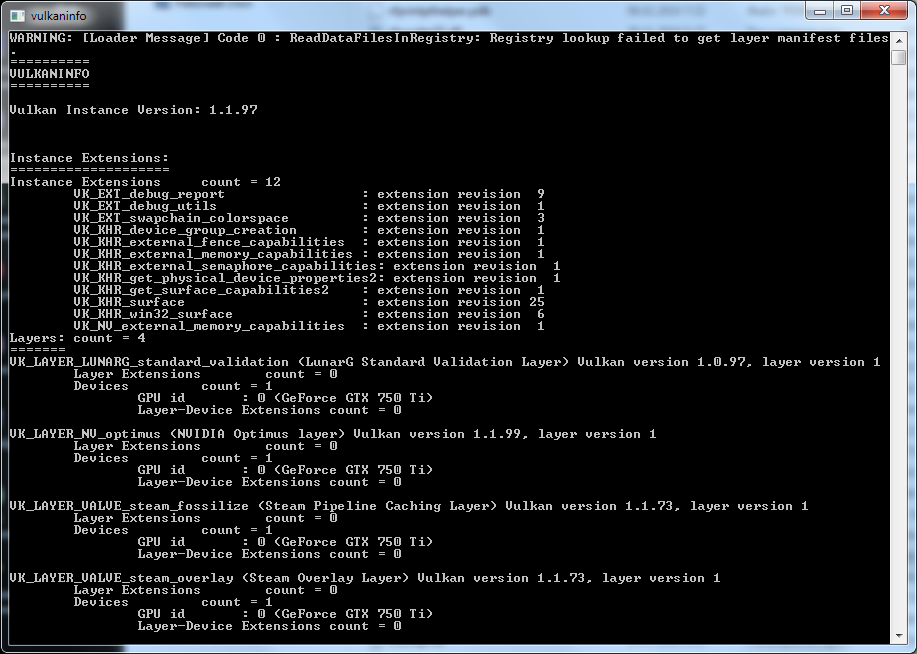 vulkaninfo
WARNING: [Loader Message] Code 0 : ReadDataFilesInRegistry: Registry lookup failed to get layer manifest files
.
==========
VULKANINFO
==========
Vulkan Instance Version: 1.1.97
Instance Extensions:
====================
Instance Extensions     count = 12
        VK_EXT_debug_report                 : extension revision  9
        VK_EXT_debug_utils                  : extension revision  1
        VK_EXT_swapchain_colorspace         : extension revision  3
        VK_KHR_device_group_creation        : extension revision  1
        VK_KHR_external_fence_capabilities  : extension revision  1
        VK_KHR_external_memory_capabilities : extension revision  1
        VK_KHR_external_semaphore_capabilities: extension revision  1
        VK_KHR_get_physical_device_properties2: extension revision  1
        VK_KHR_get_surface_capabilities2    : extension revision  1
        VK_KHR_surface                      : extension revision 25
        VK_KHR_win32_surface                : extension revision  6
        VK_NV_external_memory_capabilities  : extension revision  1
Layers: count = 4
=======
VK_LAYER_LUNARG_standard_validation (LunarG Standard Validation Layer) Vulkan version 1.0.97, layer version 1
        Layer Extensions        count = 0
        Devices         count = 1
                GPU id       : 0 (GeForce GTX 750 Ti)
                Layer-Device Extensions count = 0
VK_LAYER_NV_optimus (NVIDIA Optimus layer) Vulkan version 1.1.99, layer version 1
        Layer Extensions        count = 0
        Devices         count = 1
                GPU id       : 0 (GeForce GTX 750 Ti)
                Layer-Device Extensions count = 0
VK_LAYER_VALVE_steam_fossilize (Steam Pipeline Caching Layer) Vulkan version 1.1.73, layer version 1
        Layer Extensions        count = 0
        Devices         count = 1
                GPU id       : 0 (GeForce GTX 750 Ti)
                Layer-Device Extensions count = 0
VK_LAYER_VALVE_steam_overlay (Steam Overlay Layer) Vulkan version 1.1.73, layer version 1
        Layer Extensions        count = 0
        Devices         count = 1
                GPU id       : 0 (GeForce GTX 750 Ti)
                Layer-Device Extensions count = 0